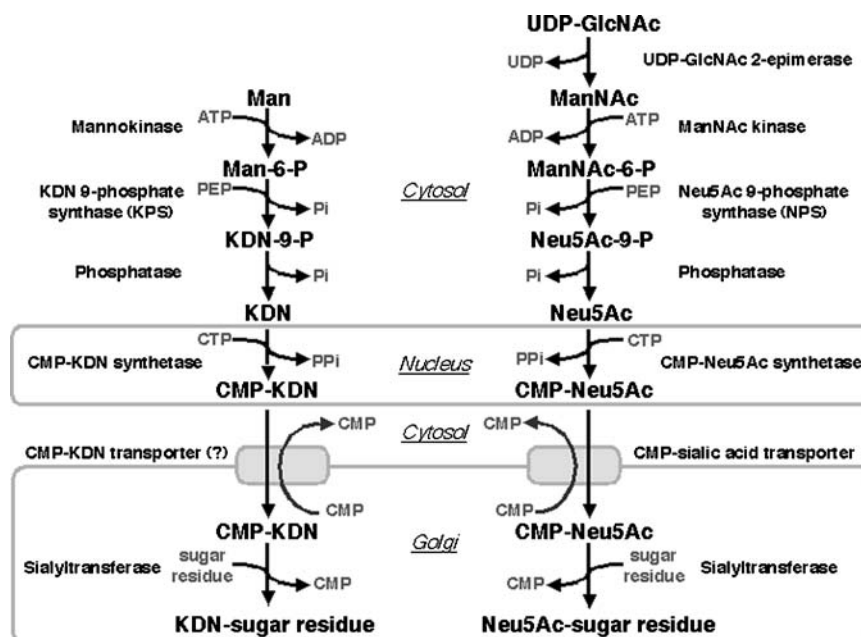 UDP-GlcNAc
UDP
UDP-GlcNAc 2-epimerase
Man
ManNAc
Mannokinase
ATP
ADP
ADP
ATP
ManNAc kinase
Man-6-P
ManNAc-6-P
KDN 9-phosphate
synthase (KPS)
PEP
Pi
Cytosol
Pi
PEP
Neu5Ac 9-phosphate
synthase (NPS)
KDN-9-P
Neu5Ac-9-P
Phosphatase
Pi
Pi
Phosphatase
KDN
Neu5Ac
CMP-KDN synthetase
CTP
PPi
Nucleus
PPi
CTP
CMP-Neu5Ac synthetase
CMP-KDN
CMP-Neu5Ac
CMP
Cytosol
CMP
CMP-KDN transporter (?)
CMP-sialic acid transporter
CMP
CMP
CMP-KDN
Golgi
CMP-Neu5Ac
Sialyltransferase
sugar
residue
CMP
CMP
sugar
residue
Sialyltransferase
KDN-sugar residue
Neu5Ac-sugar residue